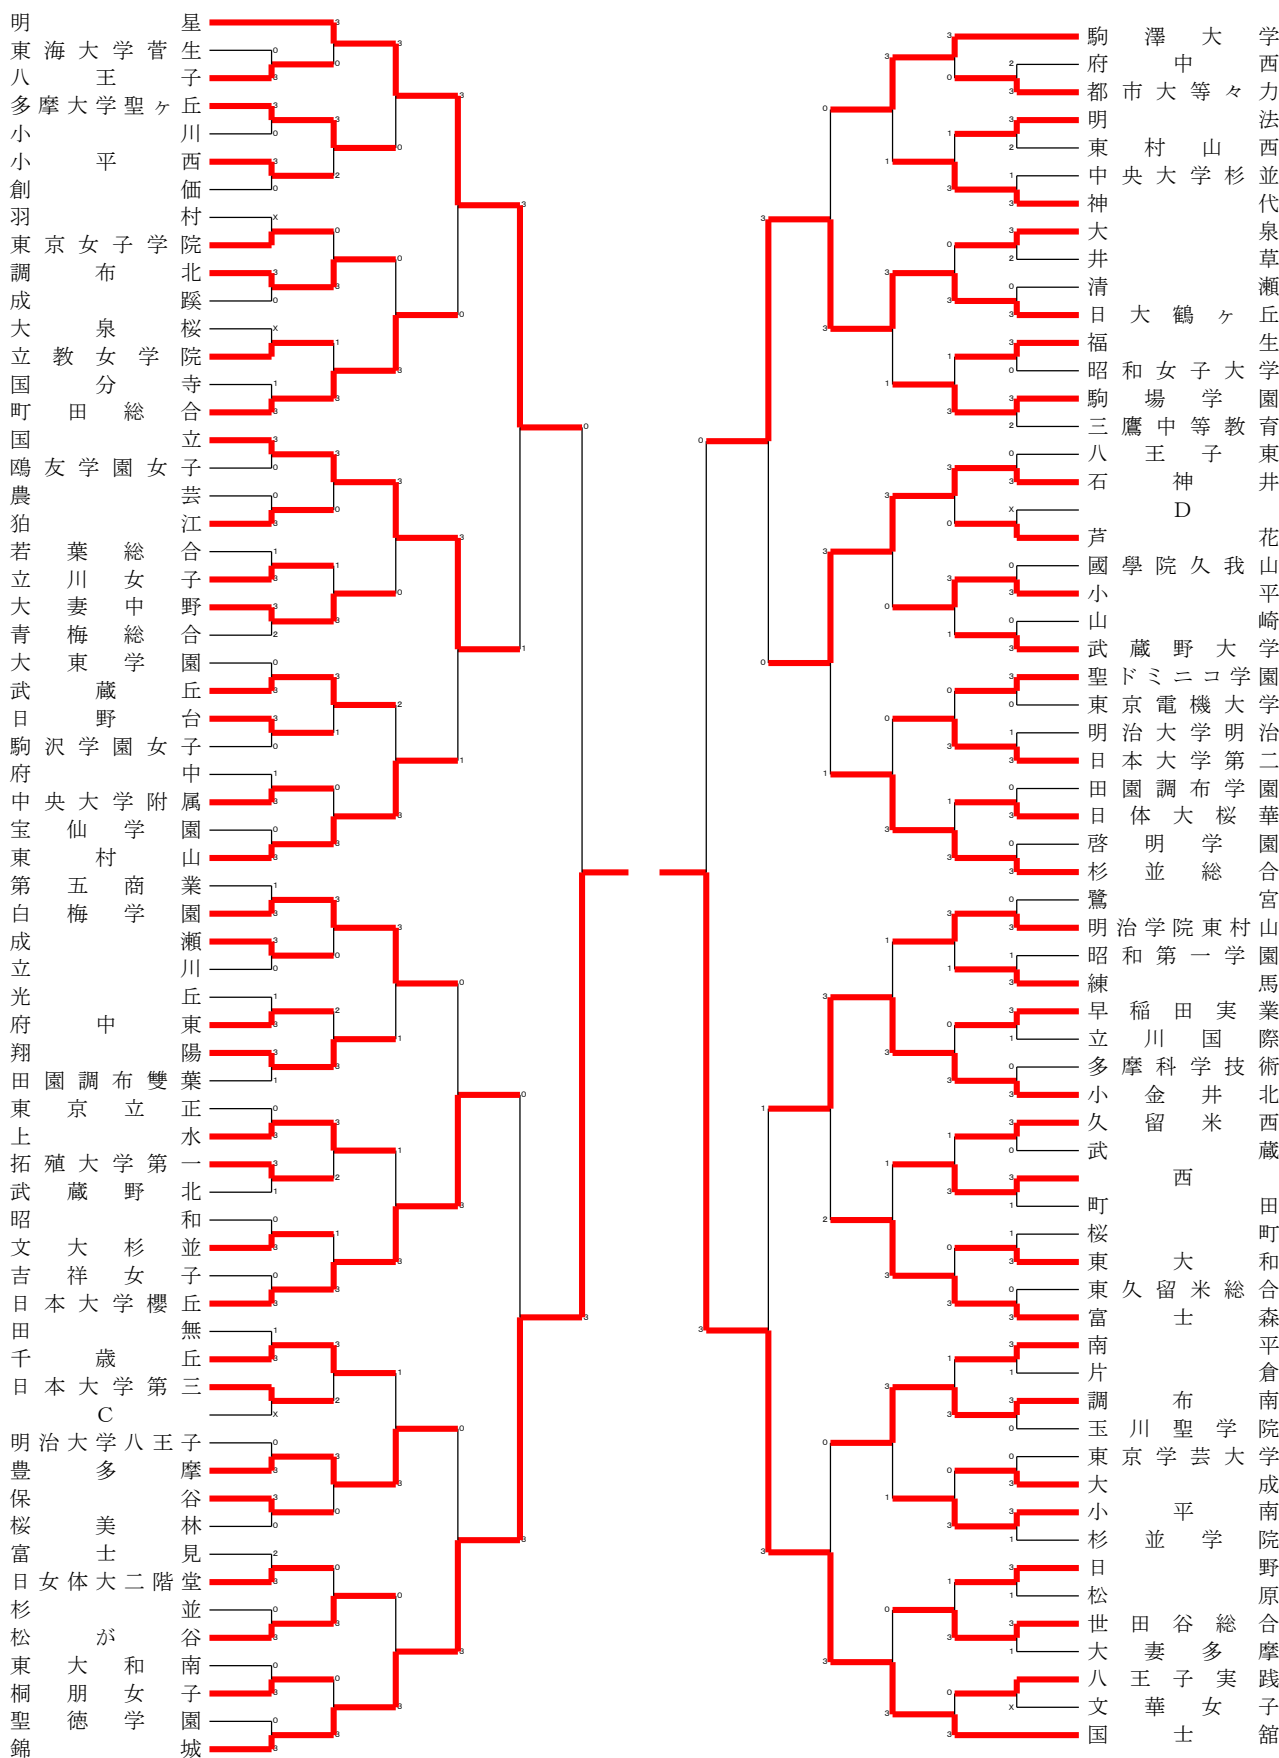 明星
東海大学菅生
八王子
多摩大学聖ヶ丘
小川
小平西
創価
羽村
東京女子学院
調布北
成蹊
大泉桜
立教女学院
国分寺
町田総合
国立
鴎友学園女子
農芸
狛江
若葉総合
立川女子
大妻中野
青梅総合
大東学園
武蔵丘
日野台
駒沢学園女子
府中
中央大学附属
宝仙学園
東村山
第五商業
白梅学園
成瀬
立川
光丘
府中東
翔陽
田園調布雙葉
東京立正
上水
拓殖大学第一
武蔵野北
昭和
文大杉並
吉祥女子
日本大学櫻丘
田無
千歳丘
日本大学第三
C
明治大学八王子
豊多摩
保谷
桜美林
富士見
日女体大二階堂
杉並
松が谷
東大和南
桐朋女子
聖徳学園
錦城
駒澤大学
府中西
都市大等々力
明法
東村山西
中央大学杉並
神代
大泉
井草
清瀬
日大鶴ヶ丘
福生
昭和女子大学
駒場学園
三鷹中等教育
八王子東
石神井
D
芦花
國學院久我山
小平
山崎
武蔵野大学
聖ドミニコ学園
東京電機大学
明治大学明治
日本大学第二
田園調布学園
日体大桜華
啓明学園
杉並総合
鷺宮
明治学院東村山
昭和第一学園
練馬
早稲田実業
立川国際
多摩科学技術
小金井北
久留米西
武蔵
西
町田
桜町
東大和
東久留米総合
富士森
南平
片倉
調布南
玉川聖学院
東京学芸大学
大成
小平南
杉並学院
日野
松原
世田谷総合
大妻多摩
八王子実践
文華女子
国士舘